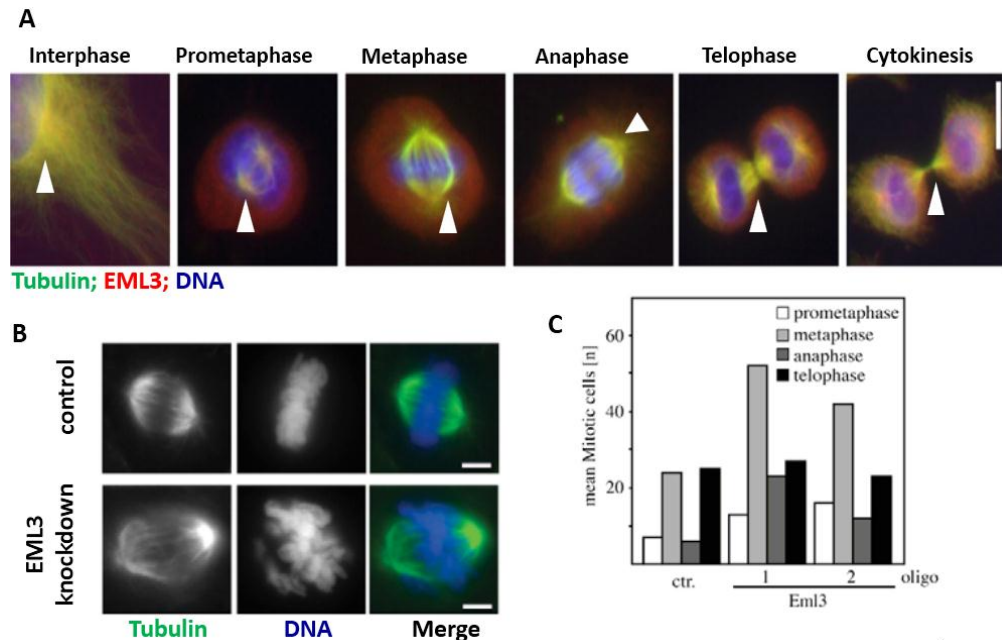 A
Interphase Prometaphase Metaphase Anaphase Telophase Cytokinesis
Tubulin; EML3; DNA
B
control
EML3
knockdown
Tubulin DNA Merge
C
prometaphase
metaphase
anaphase
telophase
mean Mitotic cells [n]
60
40
20
ctr. 1 2 oligo
Eml3